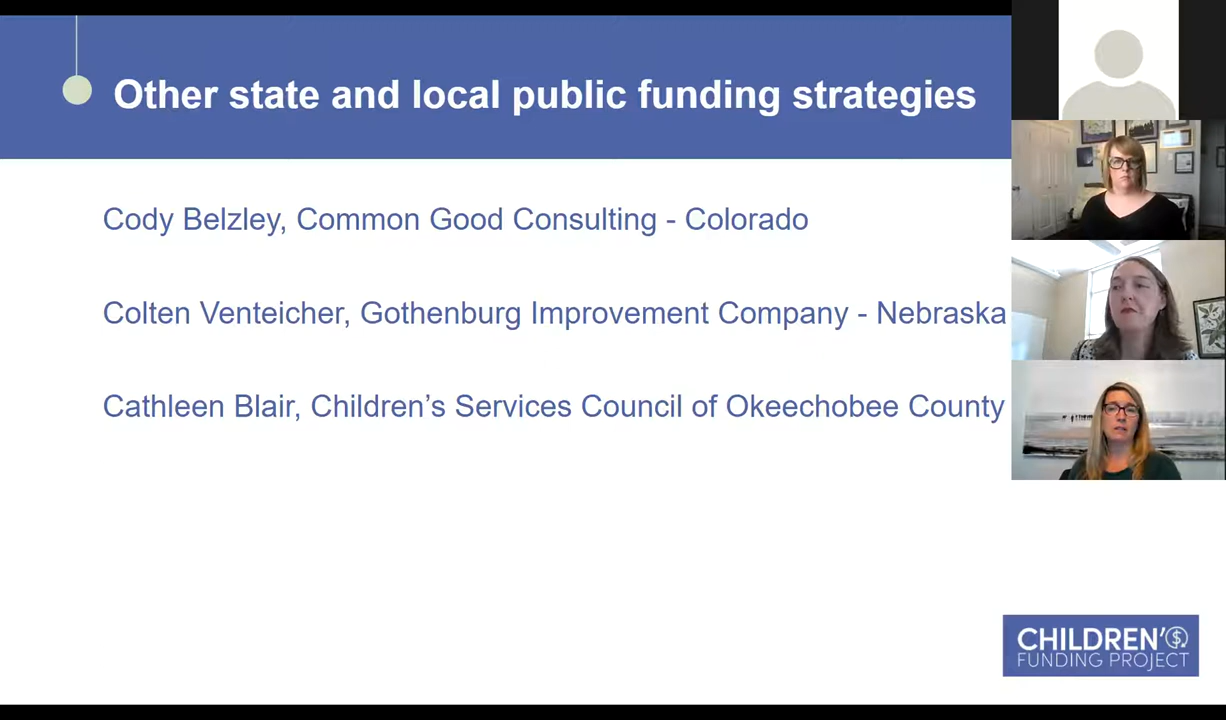 Other state and local public funding strategies
Cody Belzley, Common Good Consulting - Colorado
Colten Venteicher, Gothenburg Improvement Company - Nebraska
Cathleen Blair, Children’s Services Council of Okeechobee County
CHILDREN’S
FUNDING PROJECT